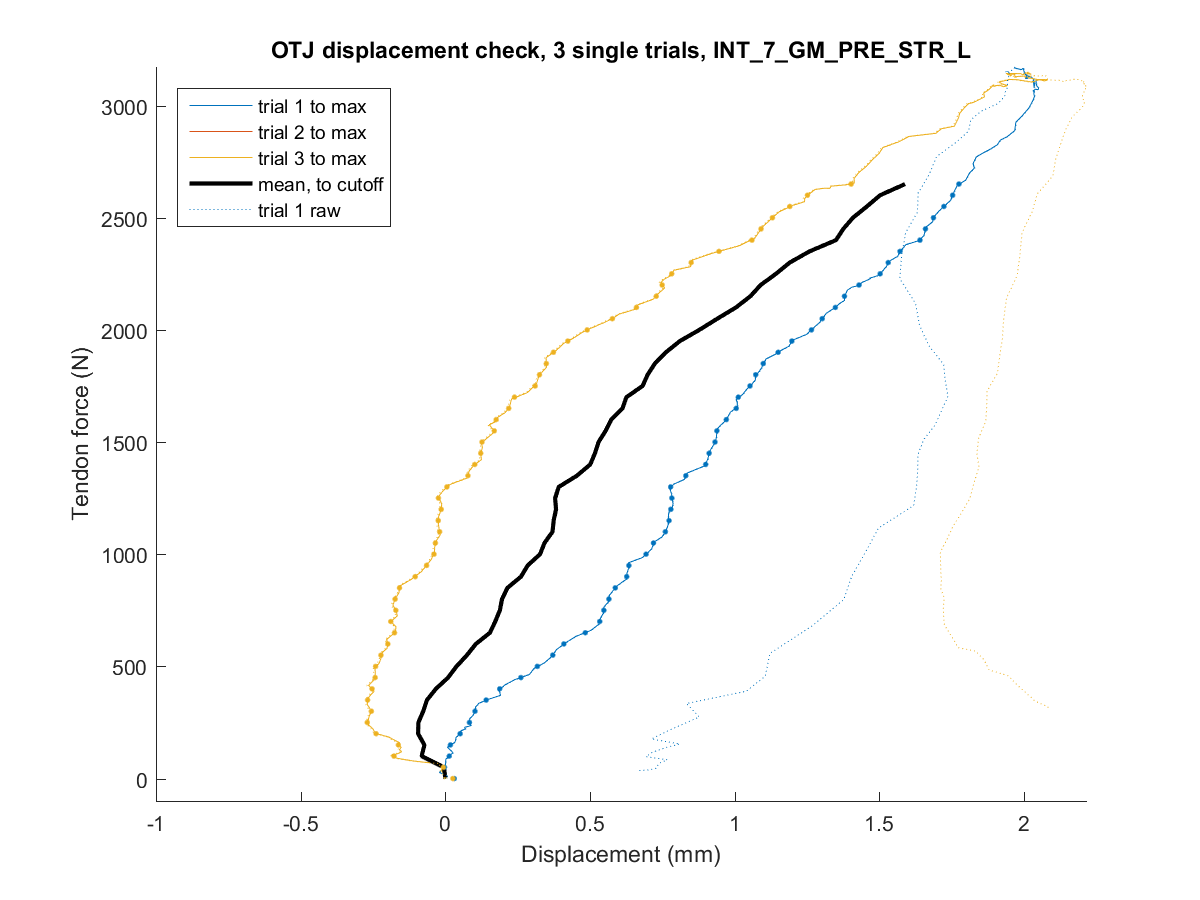 OTJ displacement check, 3 single trials, INT_7_GM_PRE_STR_L
trial 1 to max
trial 2 to max
trial 3 to max
mean, to cutoff
trial 1 raw
Tendon force (N)
3000
2500
2000
1500
1000
500
0
-1
-0.5
0
0.5
1
1.5
2
Displacement (mm)